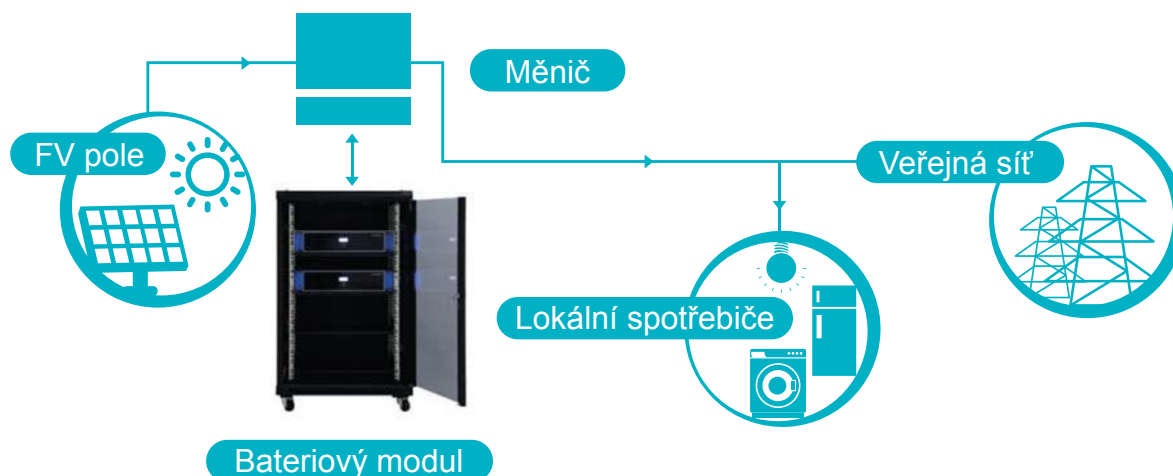 Měnič
FV pole
Veřejná síť
Lokální spotřebiče
Bateriový modul